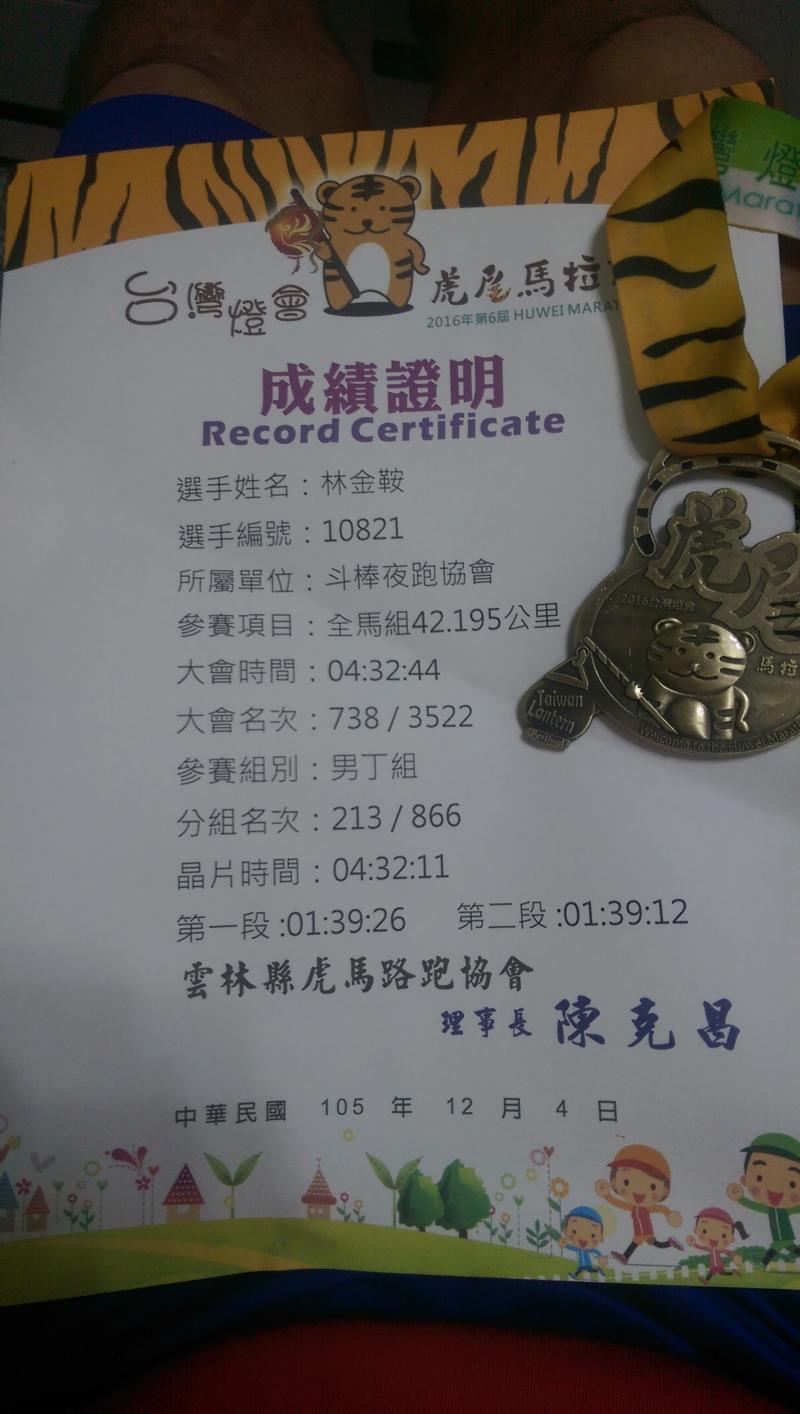 台灣燈會
虎尾馬拉
2016年第6屆 HUWEI MARAT
成績證明
Record Certificate
選手姓名：林金鞍
選手編號：10821
所屬單位：斗棒夜跑協會
參賽項目：全馬組42.195公里
大會時間：04:32:44
大會名次：738 / 3522
參賽組別：男丁組
分組名次：213 / 866
晶片時間：04:32:11
第一段 :01:39:26 第二段 :01:39:12
雲林縣虎馬路跑協會
理事長 陳克昌
中華民國 105 年 12 月 4 日
灣燈
Marat
虎尾
2016台灣燈會
馬拉
Taiwan
Lantern
Festival
Welcome to the Huwei Marath